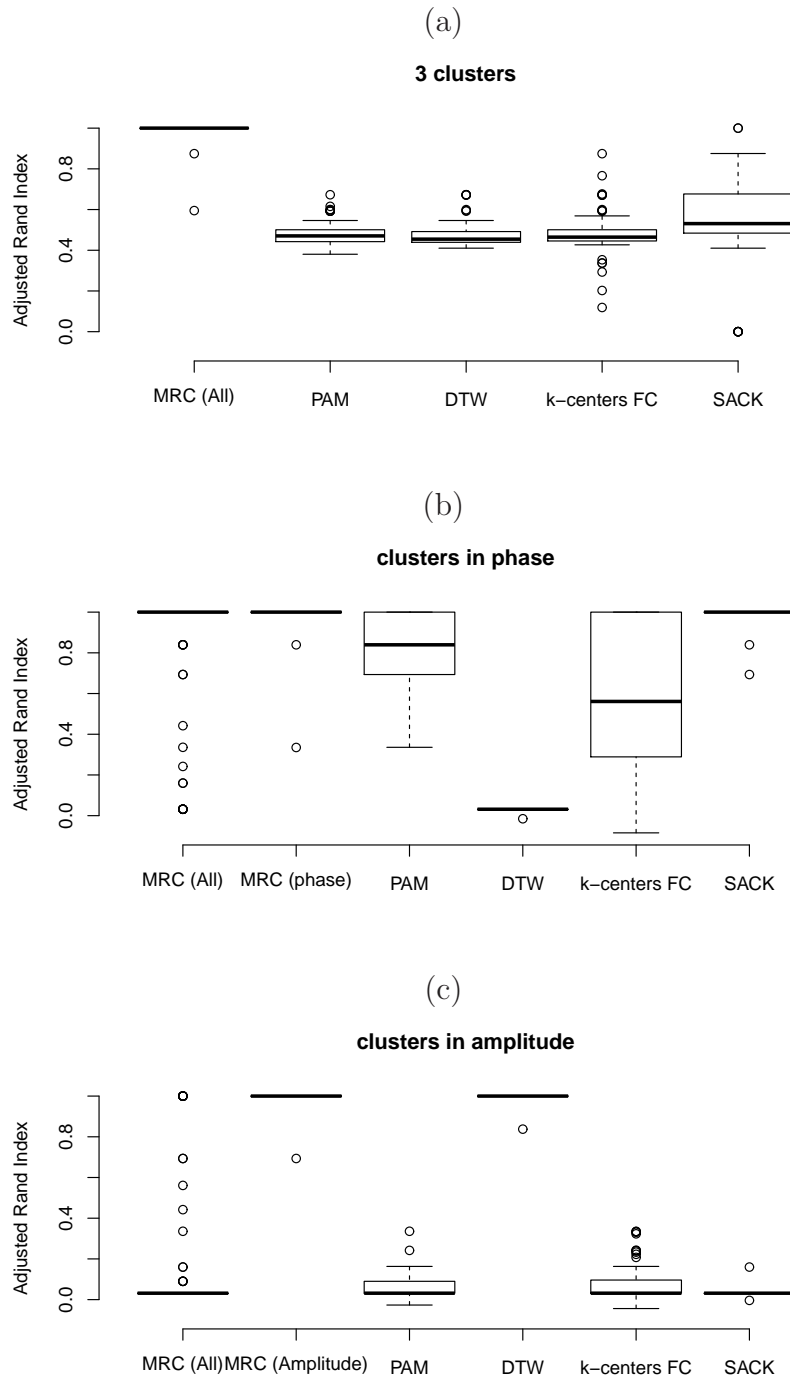 (a)
3 clusters
Adjusted Rand Index
0.8
0.4
0.0
MRC (All) PAM DTW k−centers FC SACK
(b)
clusters in phase
Adjusted Rand Index
0.8
0.4
0.0
MRC (All) MRC (phase) PAM DTW k−centers FC SACK
(c)
clusters in amplitude
Adjusted Rand Index
0.8
0.4
0.0
MRC (All) MRC (Amplitude) PAM DTW k−centers FC SACK